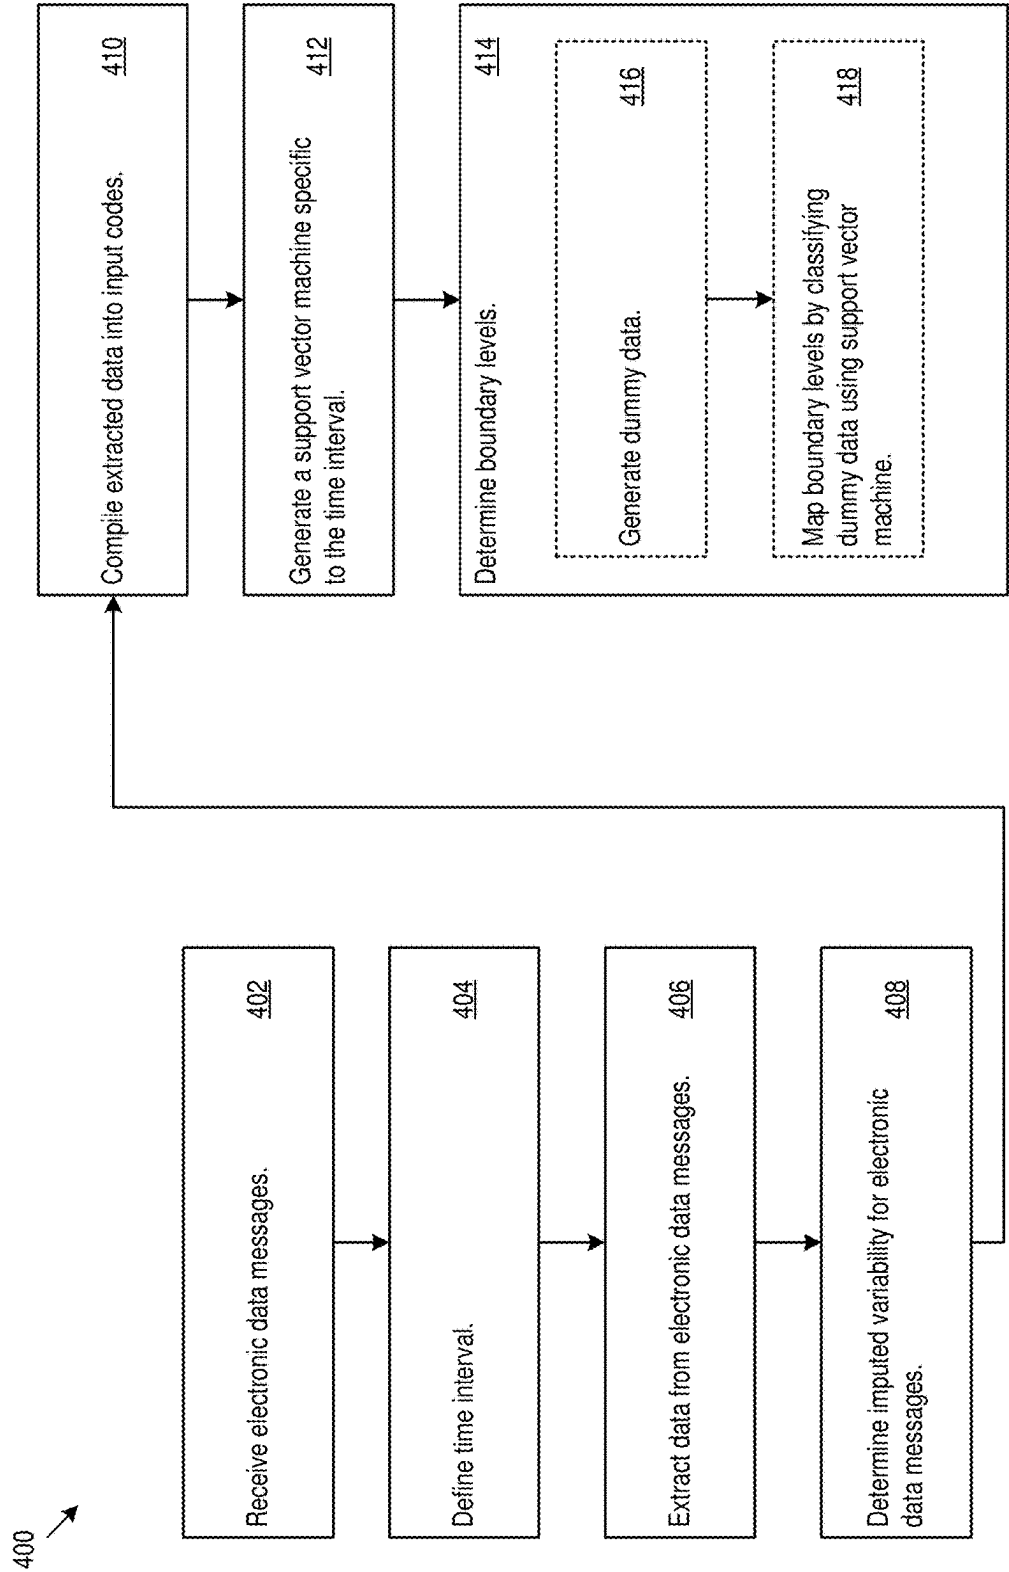 400
Receive electronic data messages.
402
Define time interval.
404
Extract data from electronic data messages.
406
Determine imputed variability for electronic
data messages.
408
Compile extracted data into input codes.
410
Generate a support vector machine specific
to the time interval.
412
Determine boundary levels.
414
Generate dummy data.
416
Map boundary levels by classifying
dummy data using support vector
machine.
418